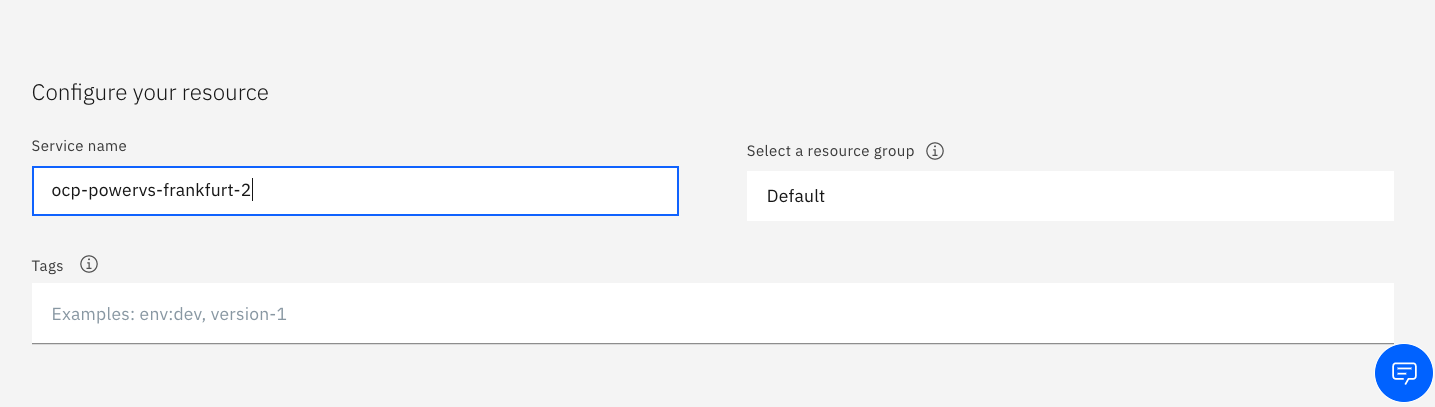 Configure your resource
Service name
ocp-powervs-frankfurt-2
Select a resource group
Default
Tags
Examples: env:dev, version-1